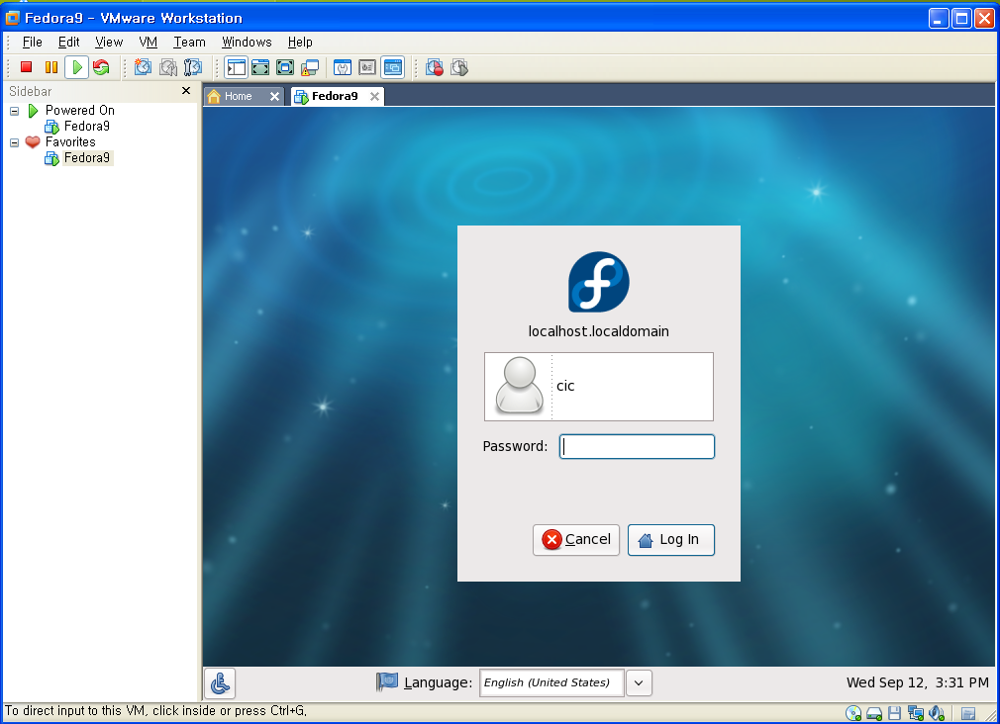 Fedora9 - VMware Workstation
File Edit View VM Team Windows Help
Sidebar
Powered On
Fedora9
Favorites
Fedora9
Home
Fedora9
localhost.localdomain
cic
Password:
Cancel
Log In
Language: English (United States)
Wed Sep 12, 3:31 PM
To direct input to this VM, click inside or press Ctrl+G.